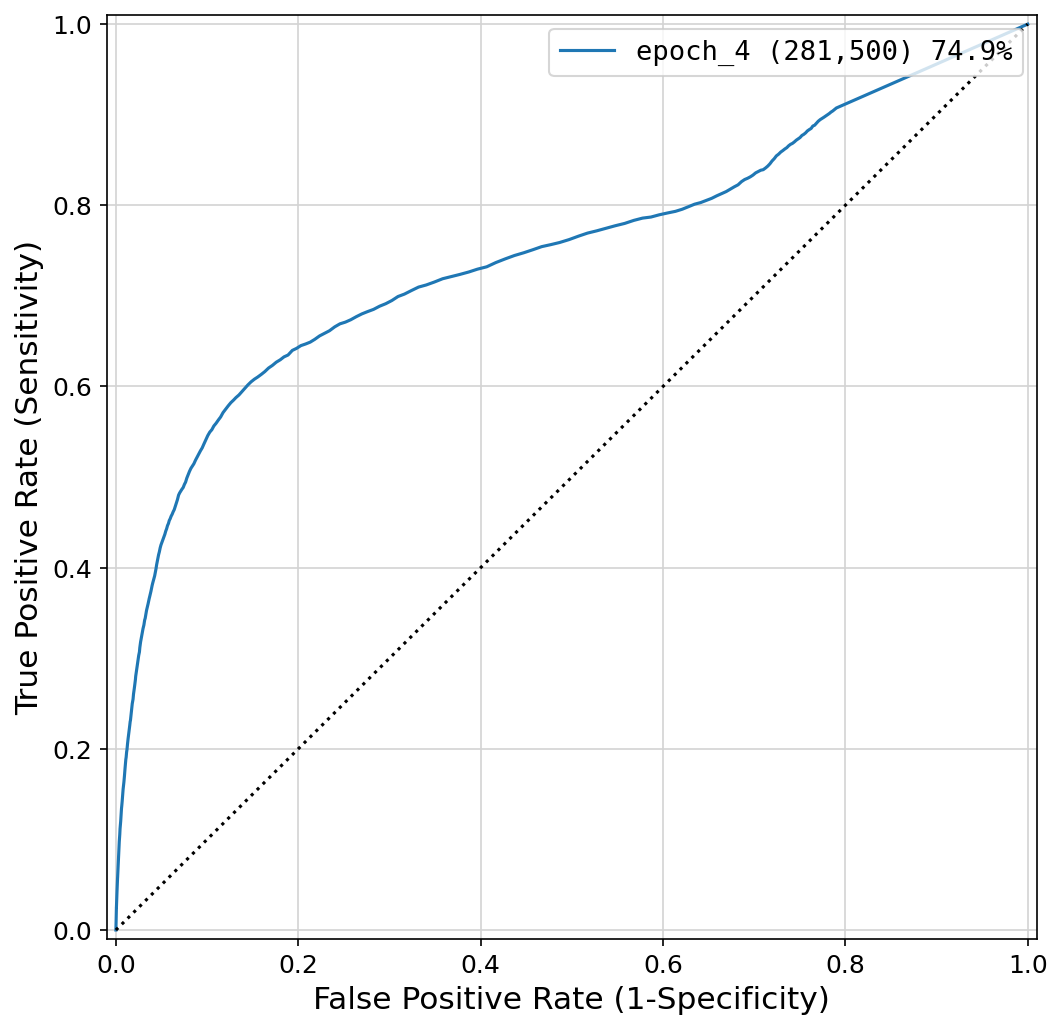 epoch_4 (281,500) 74.9%
1.0
0.8
0.6
0.4
0.2
0.0
True Positive Rate (Sensitivity)
0.0 0.2 0.4 0.6 0.8 1.0
False Positive Rate (1-Specificity)